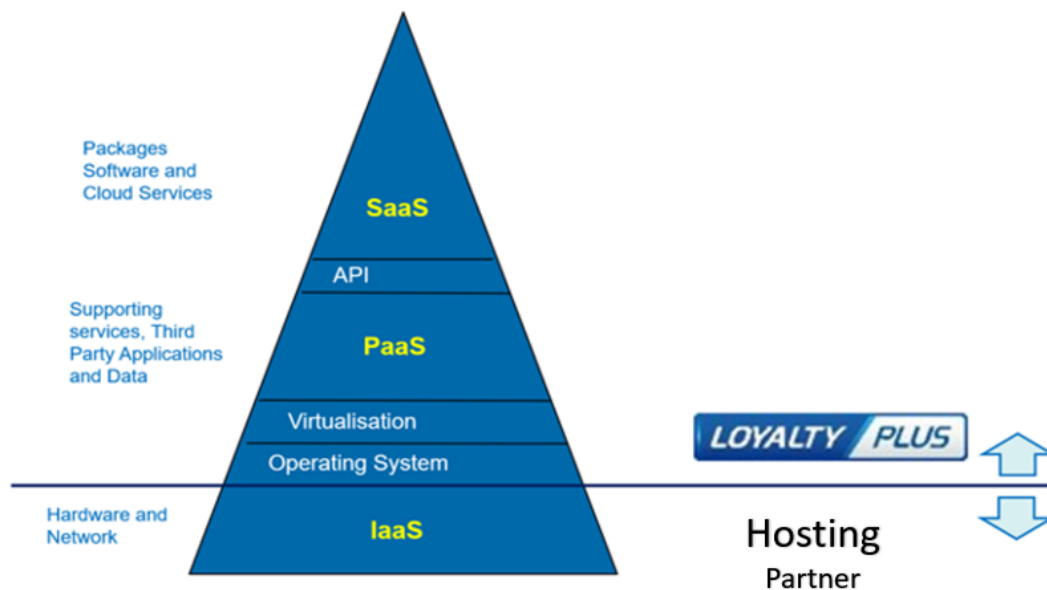 Packages
Software and
Cloud Services
SaaS
API
Supporting
services, Third
Party Applications
and Data
PaaS
Virtualisation
LOYALTY PLUS
Operating System
Hardware and
Network
IaaS
Hosting
Partner